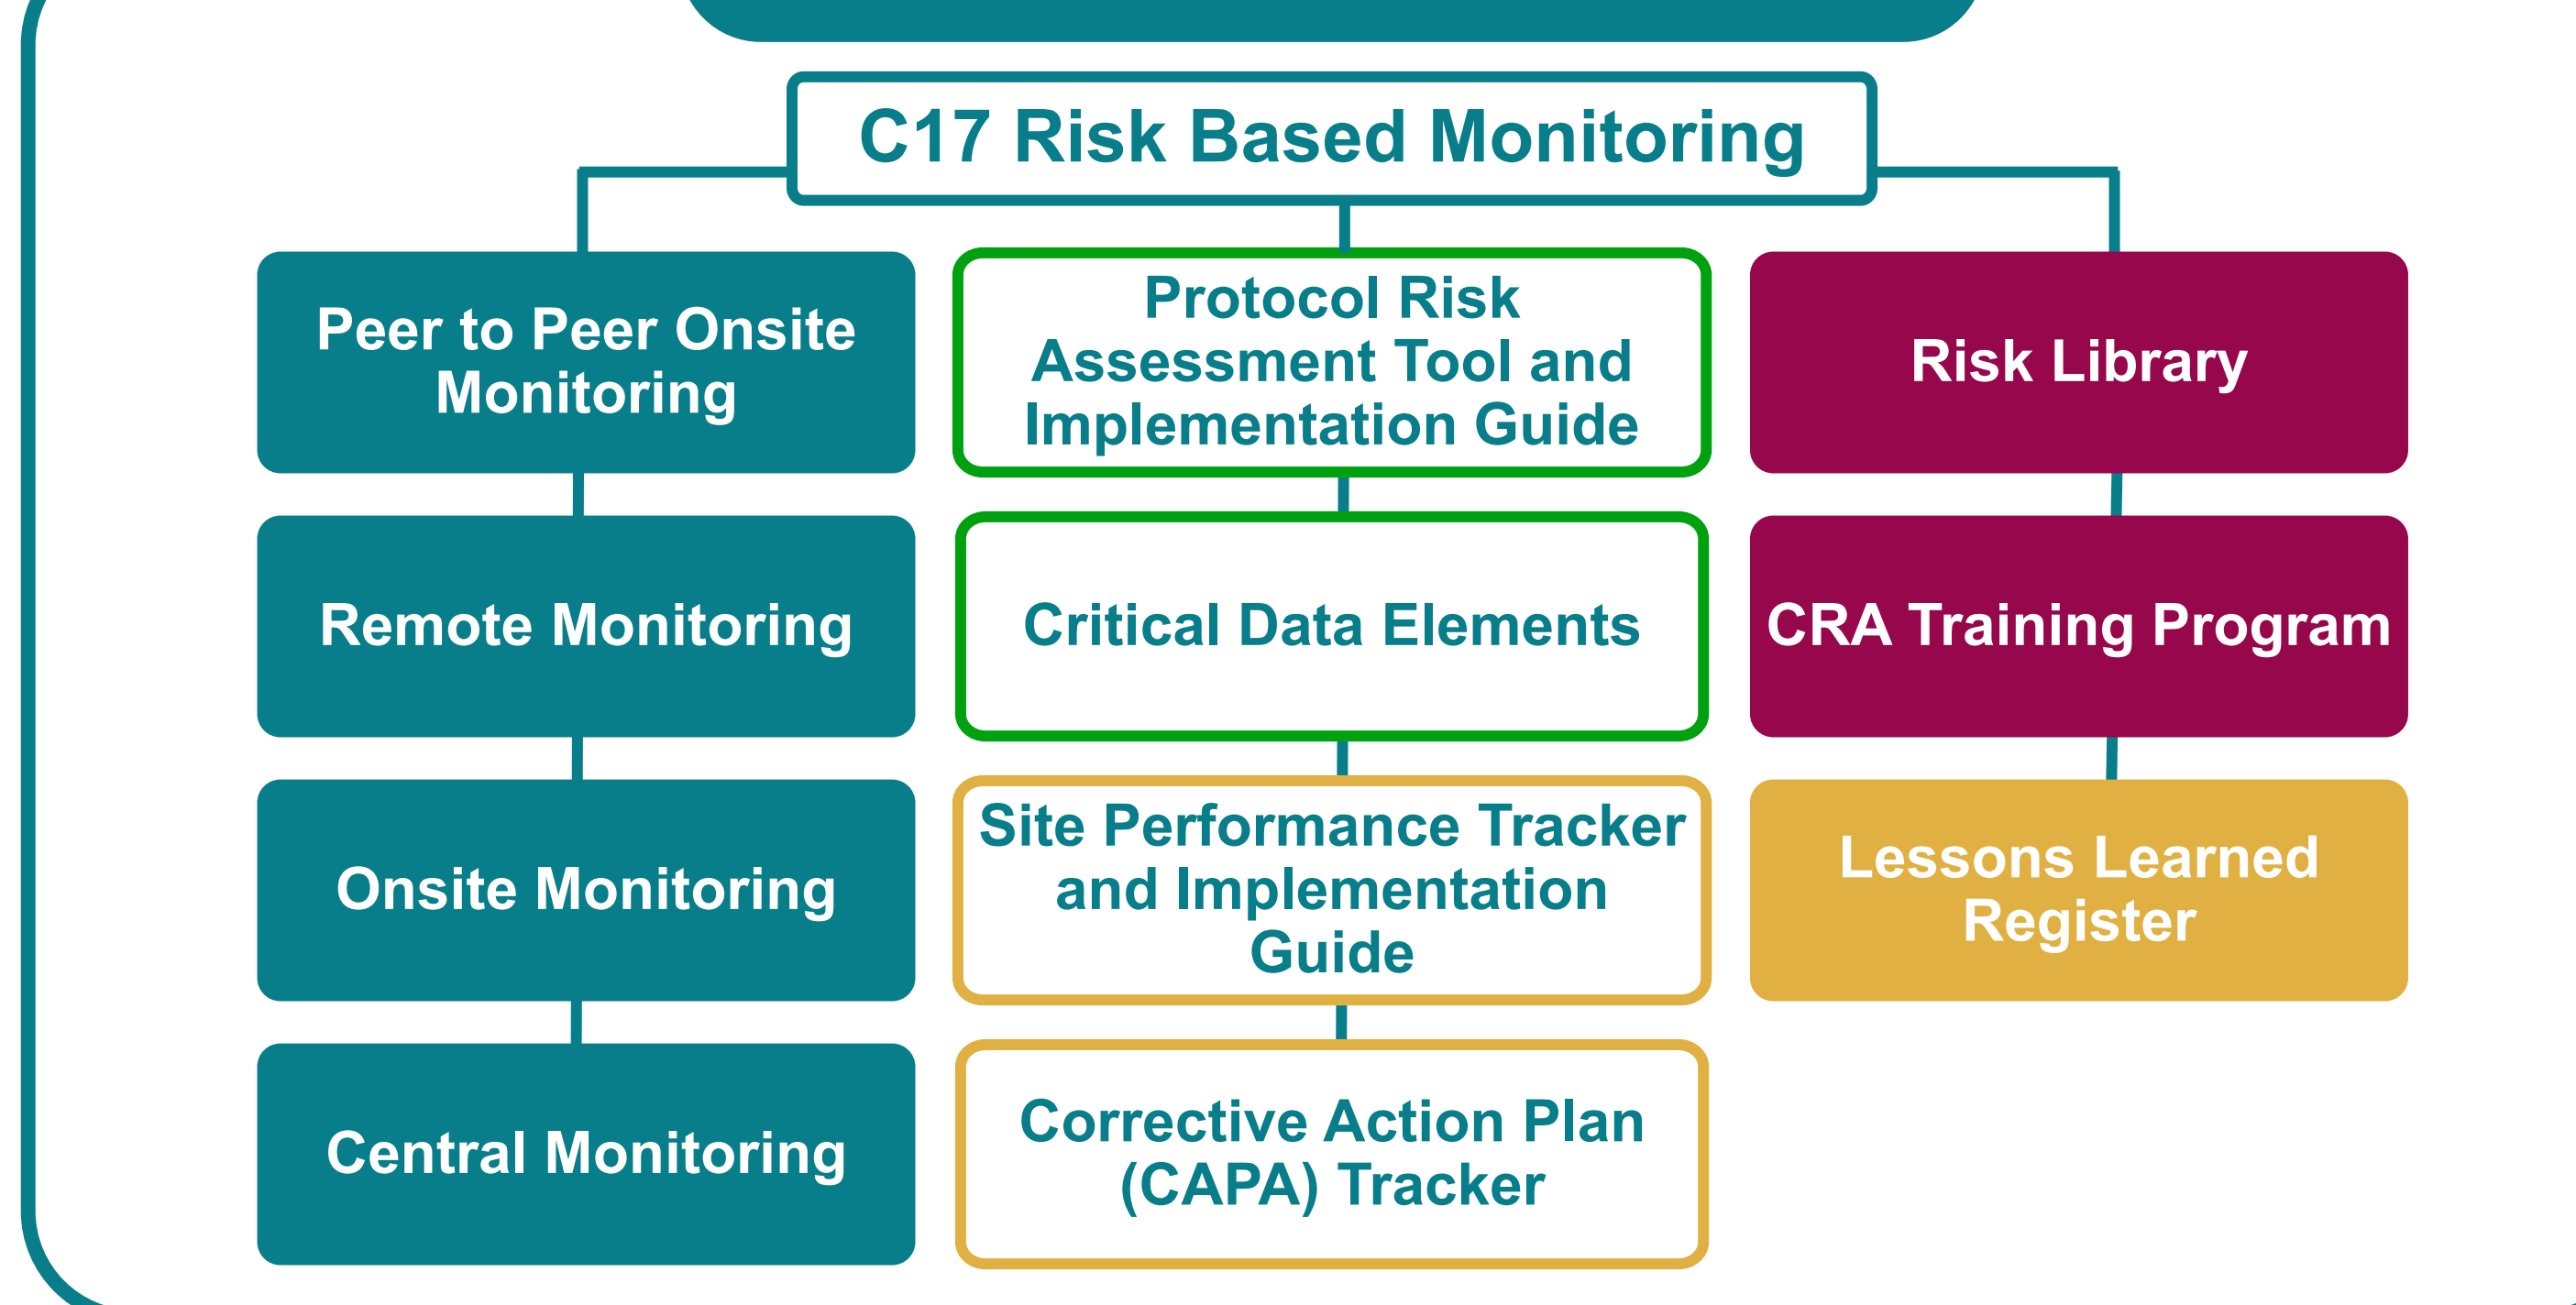 C17 Risk Based Monitoring
Peer to Peer Onsite
Monitoring
Remote Monitoring
Onsite Monitoring
Central Monitoring
Protocol Risk
Assessment Tool and
Implementation Guide
Critical Data Elements
Site Performance Tracker
and Implementation
Guide
Corrective Action Plan
(CAPA) Tracker
Risk Library
CRA Training Program
Lessons Learned
Register